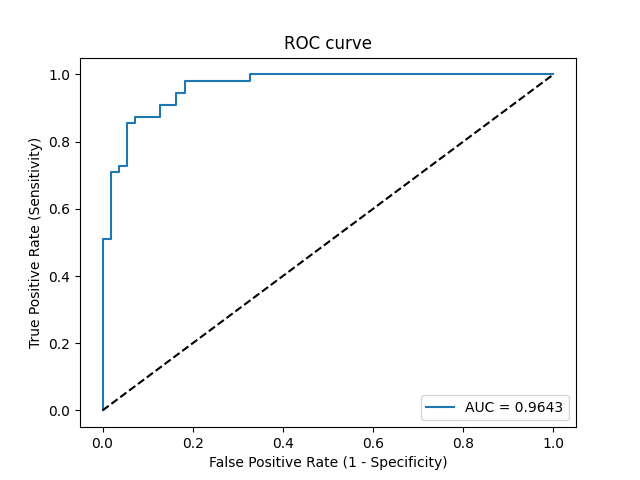 ROC curve
True Positive Rate (Sensitivity)
1.0
0.8
0.6
0.4
0.2
0.0
AUC = 0.9643
0.0 0.2 0.4 0.6 0.8 1.0
False Positive Rate (1 - Specificity)